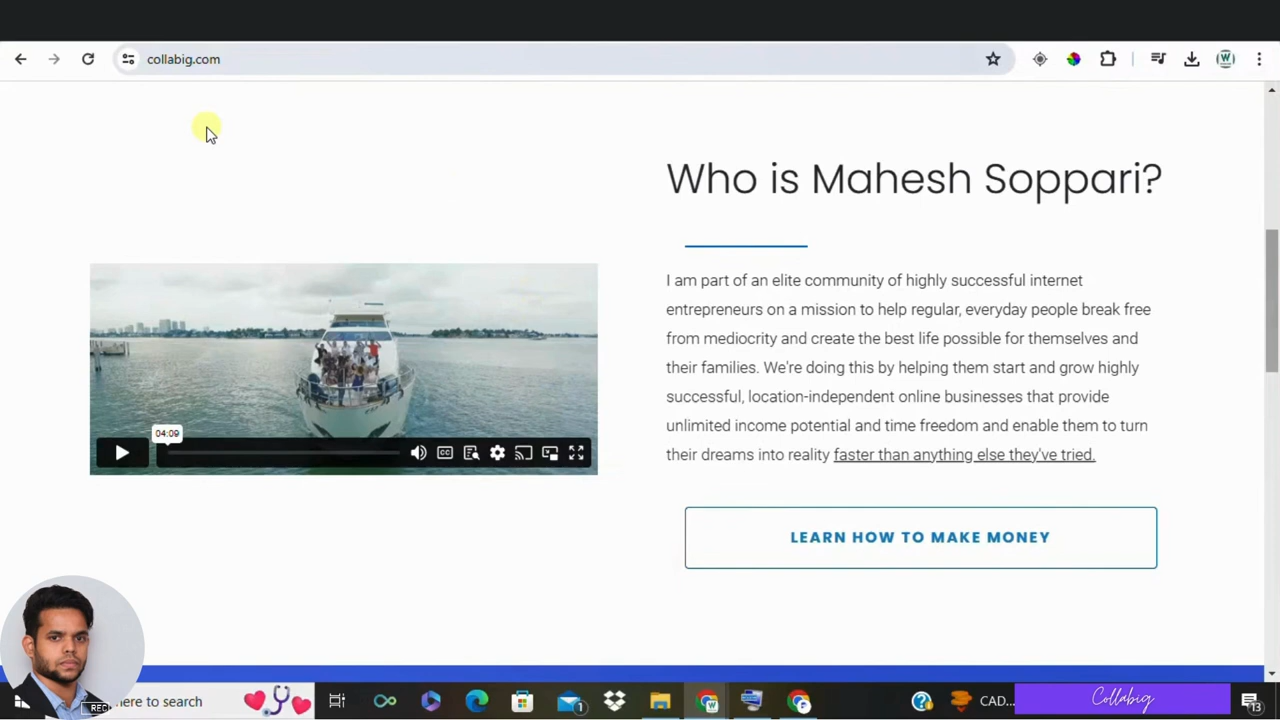 collabig.com
Who is Mahesh Soppari?
I am part of an elite community of highly successful internet
entrepreneurs on a mission to help regular, everyday people break free
from mediocrity and create the best life possible for themselves and
their families. We're doing this by helping them start and grow highly
successful, location-independent online businesses that provide
unlimited income potential and time freedom and enable them to turn
their dreams into reality faster than anything else they've tried.
04:09
CC
LEARN HOW TO MAKE MONEY
REC
here to search
1
CAD...
Collabig
13